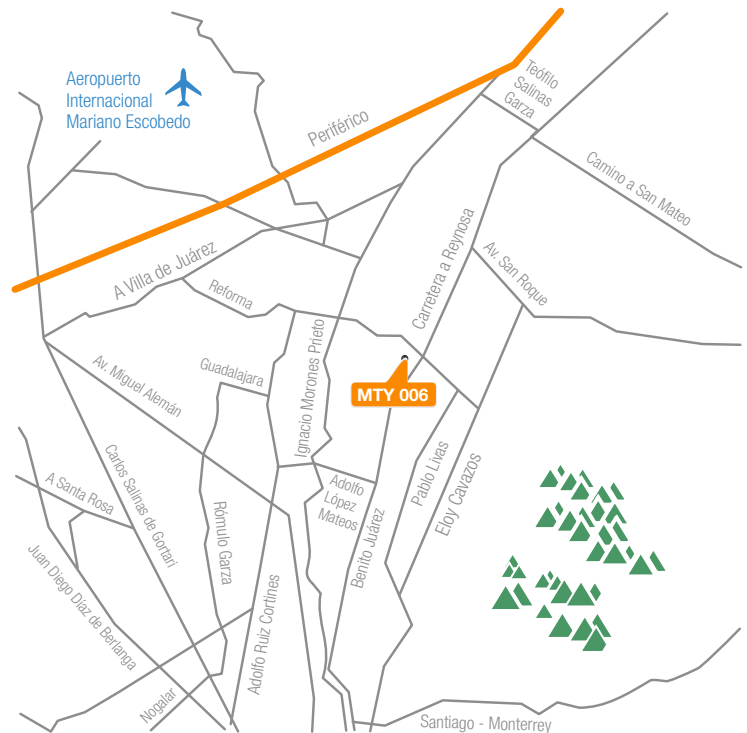 Aeropuerto
Internacional
Mariano Escobedo
Periférico
Teófilo
Salinas
Garza
Camino a San Mateo
A Villa de Juárez
Reforma
Carretera a Reynosa
Av. San Roque
Av. Miguel Alemán
Guadalajara
Ignacio Morones Prieto
MTY 006
A Santa Rosa
Carlos Salinas de Gortari
Rómulo Garza
Adolfo
López
Mateos
Benito Juárez
Pablo Livas
Eloy Cavazos
Juan Diego Díaz de Berlanga
Adolfo Ruiz Cortines
Nogalar
Santiago - Monterrey